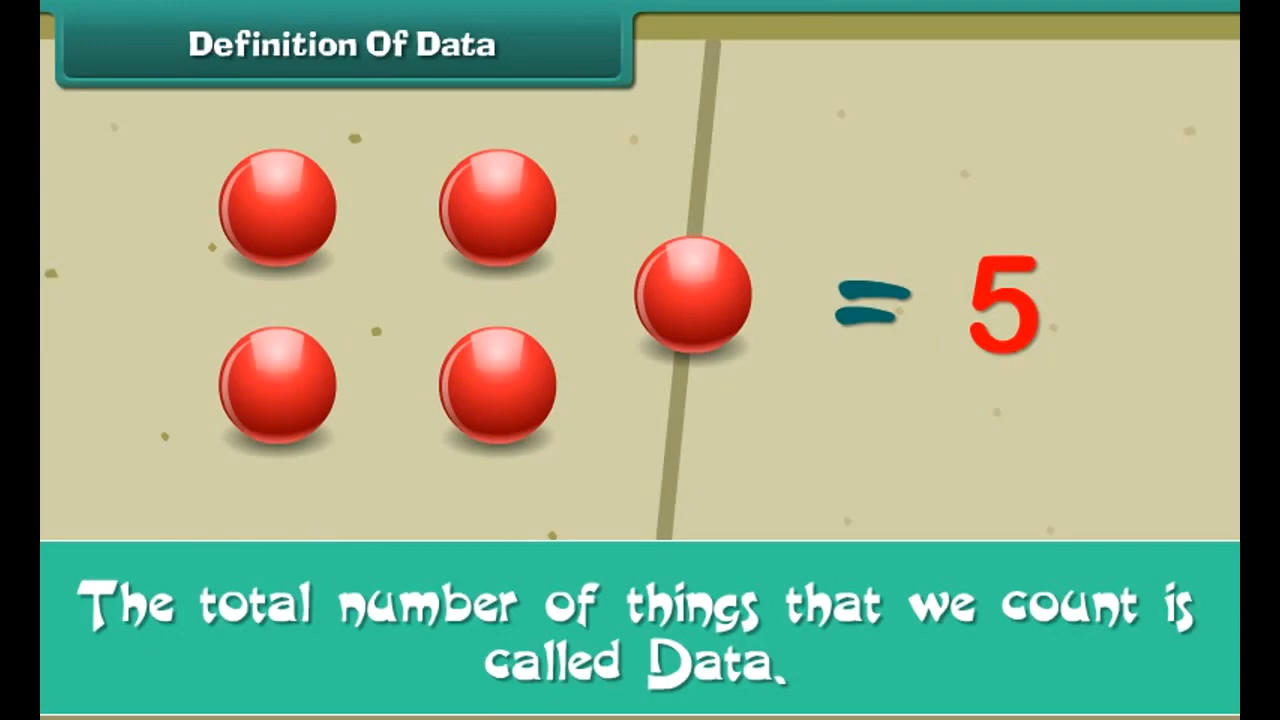 Definition Of Data
= 5
The total number of things that we count is
called Data.